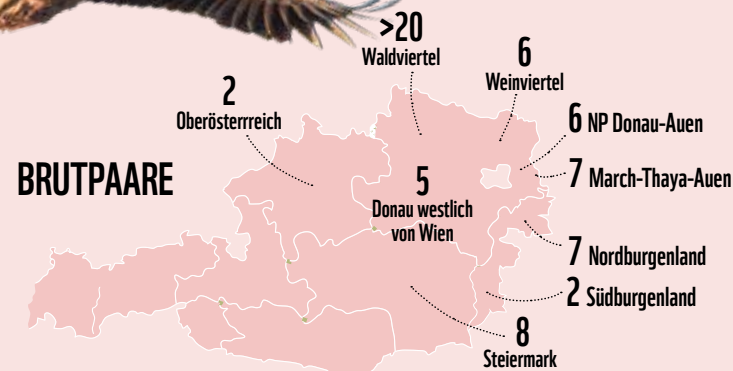 >20
Waldviertel
6
Weinviertel
2
Oberösterrreich
6 NP Donau-Auen
BRUTPAARE
5
Donau westlich
von Wien
7 March-Thaya-Auen
7 Nordburgenland
2 Südburgenland
8
Steiermark